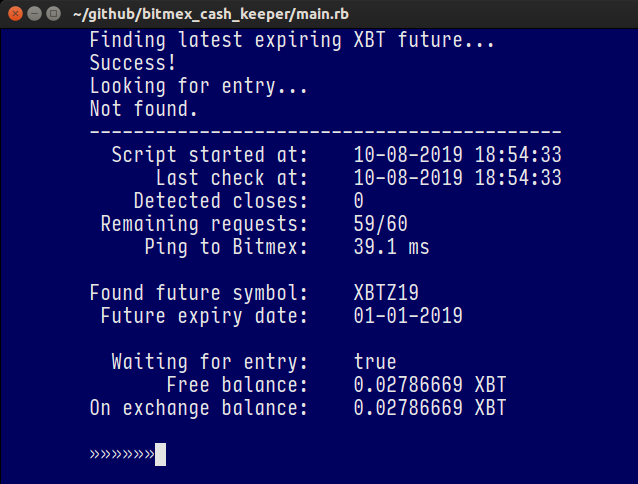 ~/github/bitmex_cash_keeper/main.rb
Finding latest expiring XBT future...
Success!
Looking for entry...
Not found.
-------------------------------------------
Script started at: 10-08-2019 18:54:33
Last check at: 10-08-2019 18:54:33
Detected closes: 0
Remaining requests: 59/60
Ping to Bitmex: 39.1 ms
Found future symbol: XBTZ19
Future expiry date: 01-01-2019
Waiting for entry: true
Free balance: 0.02786669 XBT
On exchange balance: 0.02786669 XBT
»»»»»»